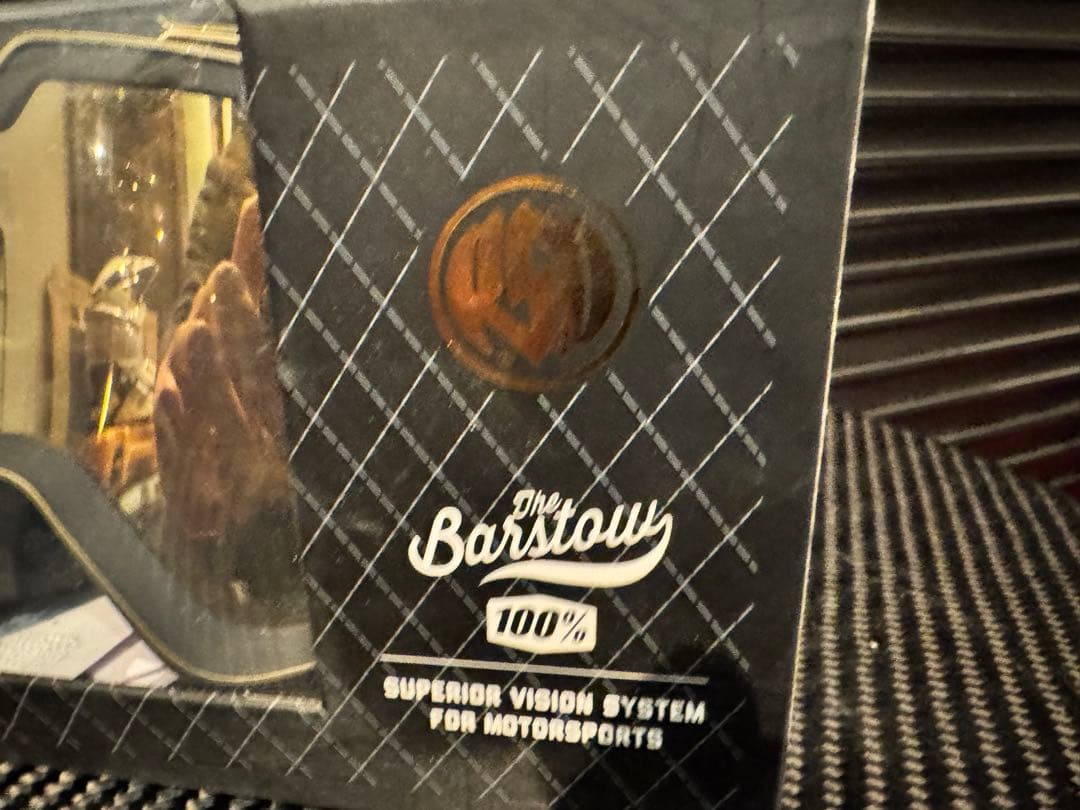 The
Barstow
100%
SUPERIOR VISION SYSTEM
FOR MOTORSPORTS